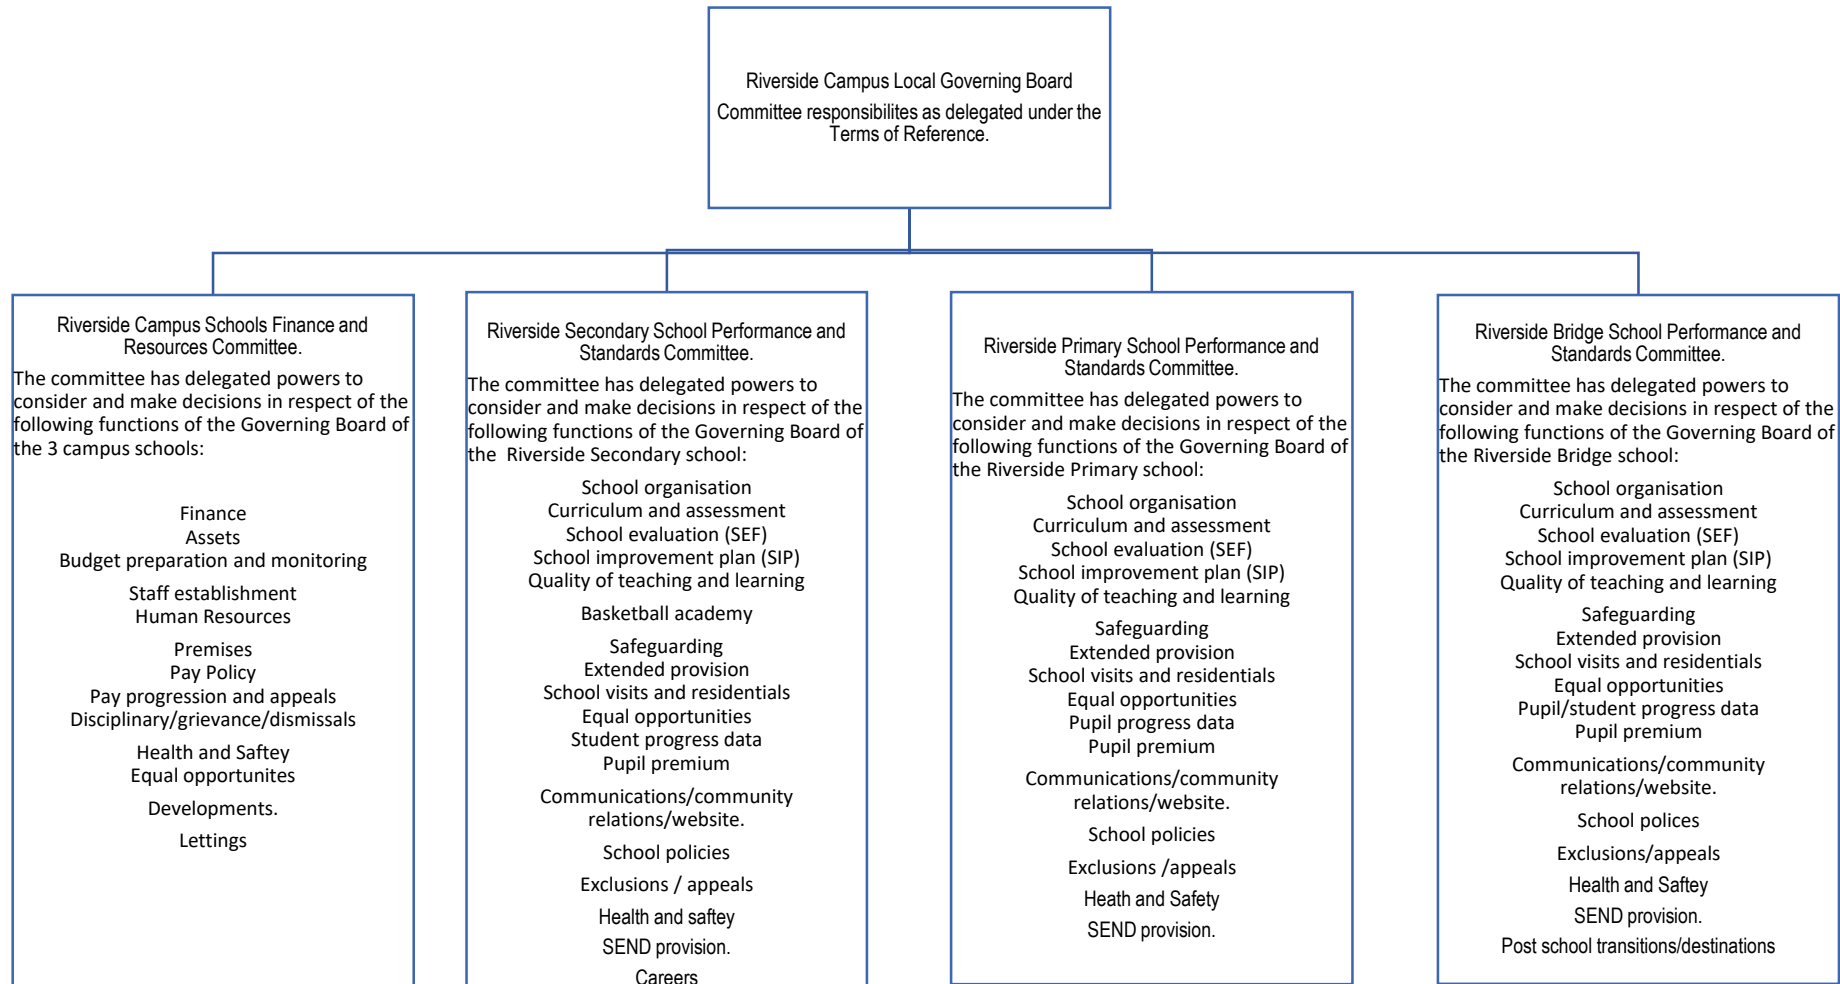 Riverside Campus Local Governing Board
Committee responsibilites as delegated under the
Terms of Reference.
Riverside Campus Schools Finance and
Resources Committee.
The committee has delegated powers to
consider and make decisions in respect of the
following functions of the Governing Board of
the 3 campus schools:
Finance
Assets
Budget preparation and monitoring
Staff establishment
Human Resources
Premises
Pay Policy
Pay progression and appeals
Disciplinary/grievance/dismissals
Health and Saftey
Equal opportunites
Developments.
Lettings
Riverside Secondary School Performance and
Standards Committee.
The committee has delegated powers to
consider and make decisions in respect of the
following functions of the Governing Board of
the  Riverside Secondary school:
School organisation
Curriculum and assessment
School evaluation (SEF)
School improvement plan (SIP)
Quality of teaching and learning
Basketball academy
Safeguarding
Extended provision
School visits and residentials
Equal opportunities
Student progress data
Pupil premium
Communications/community
relations/website.
School policies
Exclusions / appeals
Health and saftey
SEND provision.
Careers
Riverside Primary School Performance and
Standards Committee.
The committee has delegated powers to
consider and make decisions in respect of the
following functions of the Governing Board of
the Riverside Primary school:
School organisation
Curriculum and assessment
School evaluation (SEF)
School improvement plan (SIP)
Quality of teaching and learning
Safeguarding
Extended provision
School visits and residentials
Equal opportunities
Pupil progress data
Pupil premium
Communications/community
relations/website.
School policies
Exclusions /appeals
Heath and Safety
SEND provision.
Riverside Bridge School Performance and
Standards Committee.
The committee has delegated powers to
consider and make decisions in respect of the
following functions of the Governing Board of
the Riverside Bridge school:
School organisation
Curriculum and assessment
School evaluation (SEF)
School improvement plan (SIP)
Quality of teaching and learning
Safeguarding
Extended provision
School visits and residentials
Equal opportunities
Pupil/student progress data
Pupil premium
Communications/community
relations/website.
School polices
Exclusions/appeals
Health and Saftey
SEND provision.
Post school transitions/destinations